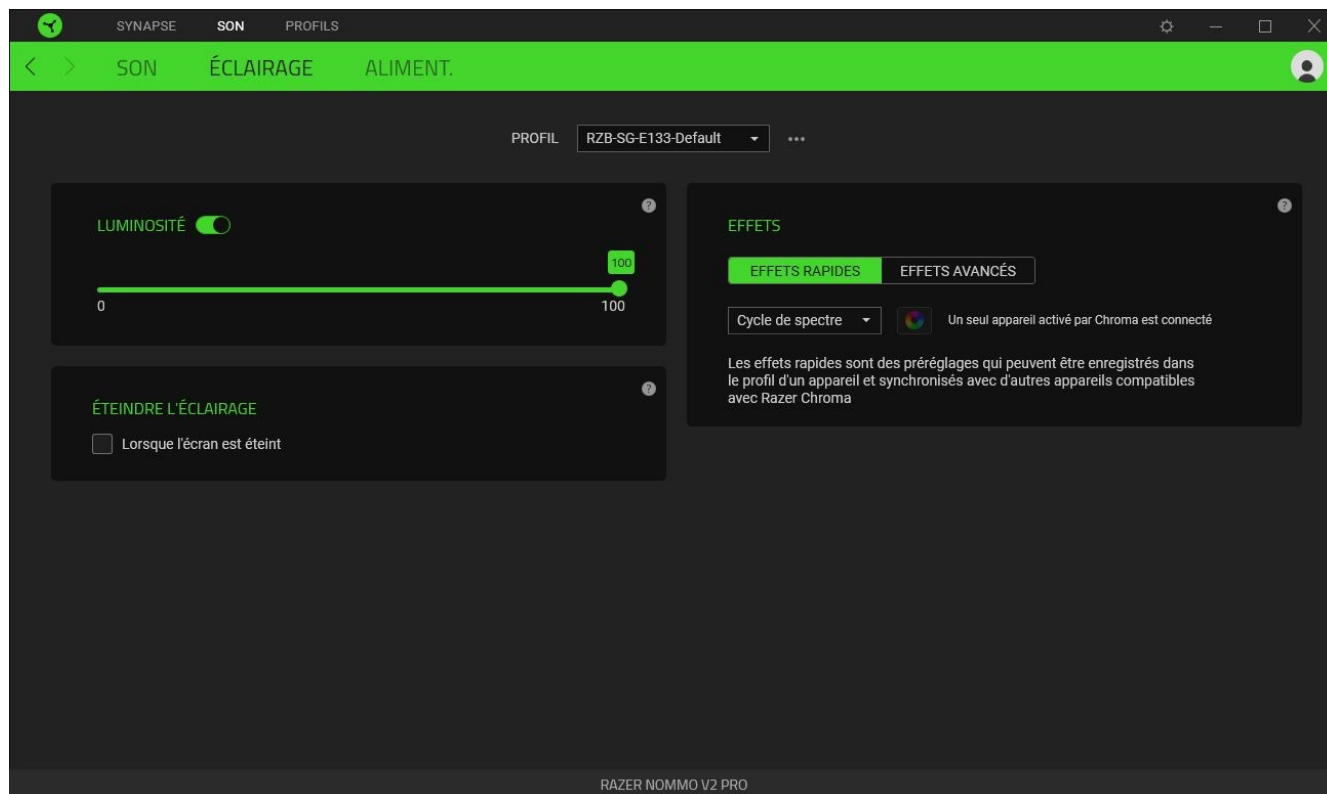 SYNAPSE SON PROFILS
SON ÉCLAIRAGE ALIMENT.
PROFIL RZB-SG-E133-Default
LUMINOSITÉ
100
0 100
ÉTEINDRE L'ÉCLAIRAGE
Lorsque l'écran est éteint
EFFETS
EFFETS RAPIDES EFFETS AVANCÉS
Cycle de spectre Un seul appareil activé par Chroma est connecté
Les effets rapides sont des préréglages qui peuvent être enregistrés dans
le profil d'un appareil et synchronisés avec d'autres appareils compatibles
avec Razer Chroma
RAZER NOMMO V2 PRO